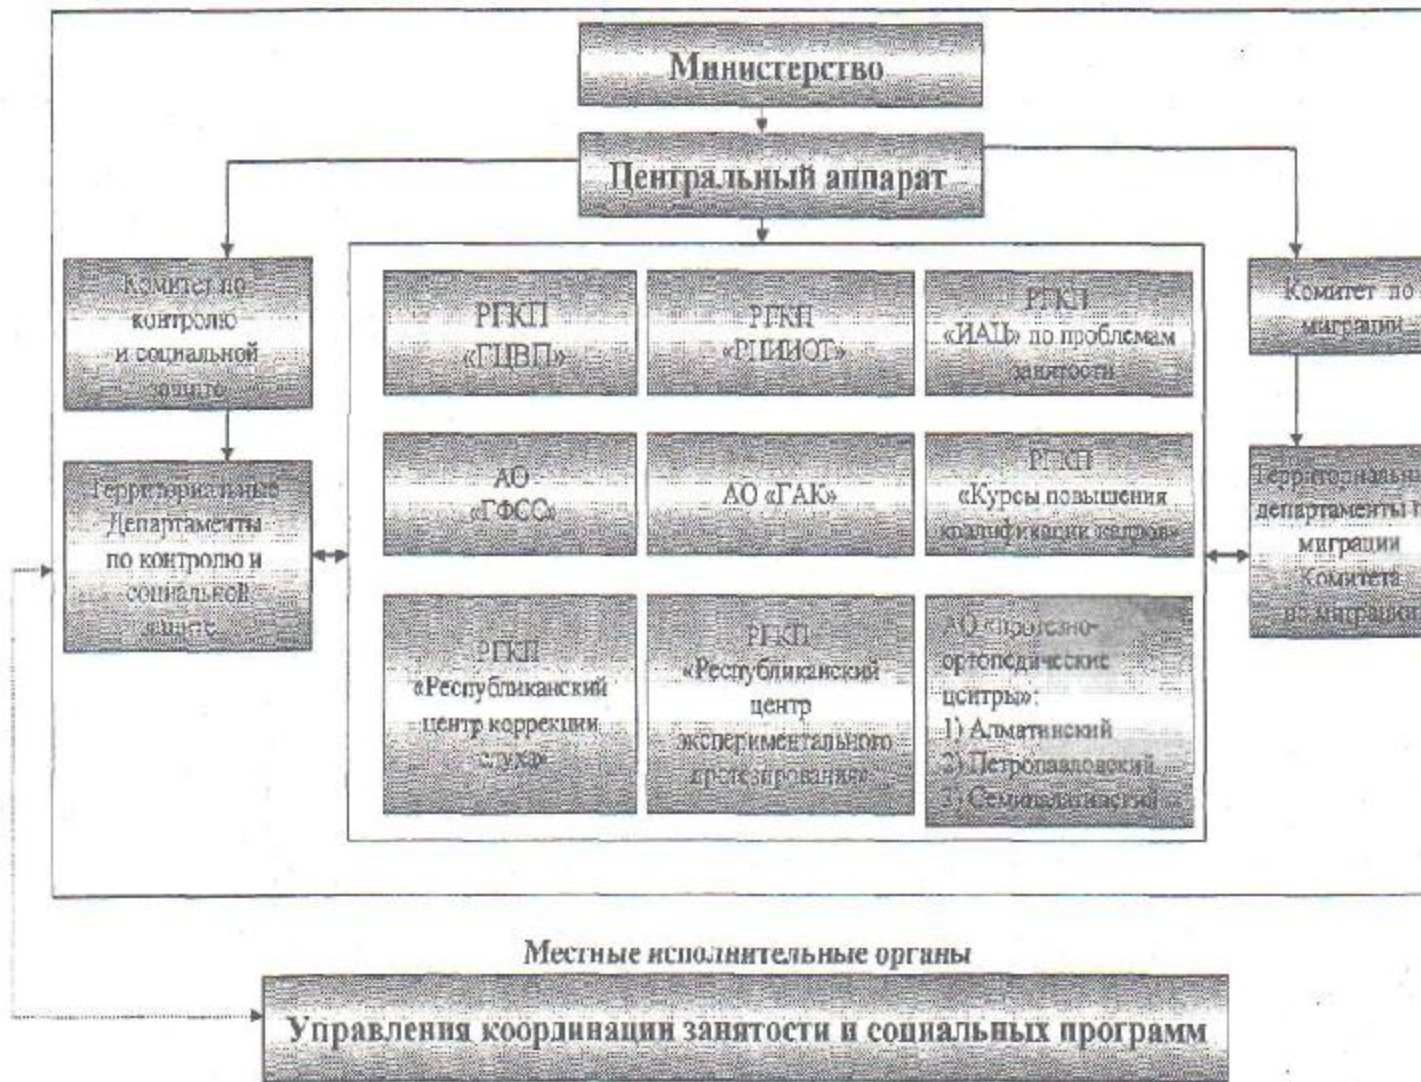 Министерство
Центральный аппарат
Комитет по
контролю
и социальной
защите
РГКП
«ГЦВП»
РГКП
«РНИИОТ»
РГКП
«ИАЦ» по проблемам
занятости
Комитет по
миграции
АО
«ГФСС»
АО «ГАК»
РГКП
«Курсы повышения
квалификации кадров»
Территориальные
Департаменты
по контролю и
социальной
защите
Территориальны
департаменты п
миграции
Комитета
по миграции
РГКП
«Республиканский
центр коррекции
слуха»
РГКП
«Республиканский
центр
экспериментального
протезирования»
АО «протезно-
ортопедические
центры»:
1) Алматинский
2) Петропавловский
3) Семипалатинский
Местные исполнительные органы
Управления координации занятости и социальных программ